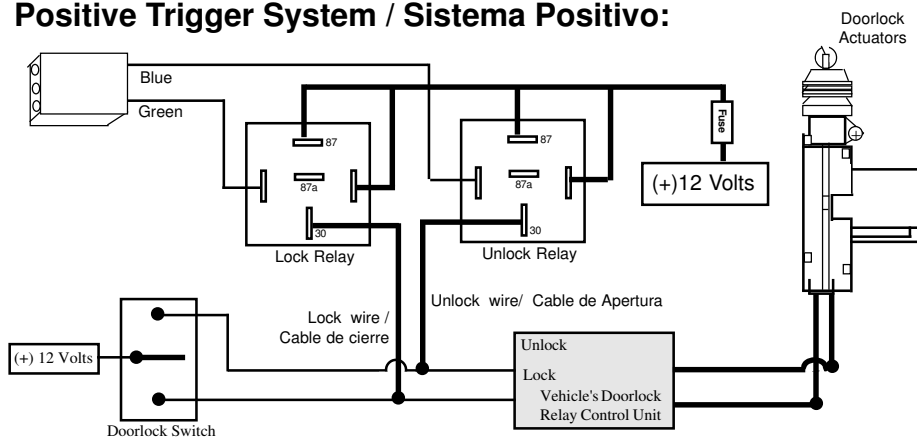 Positive Trigger System / Sistema Positivo:
Doorlock
Actuators
Blue
Green
Fuse
87
87
87a
87a
(+)12 Volts
30
30
Lock Relay
Unlock Relay
Lock wire /
Cable de cierre
Unlock wire/ Cable de Apertura
(+) 12 Volts
Unlock
Lock
Vehicle's Doorlock
Relay Control Unit
Doorlock Switch